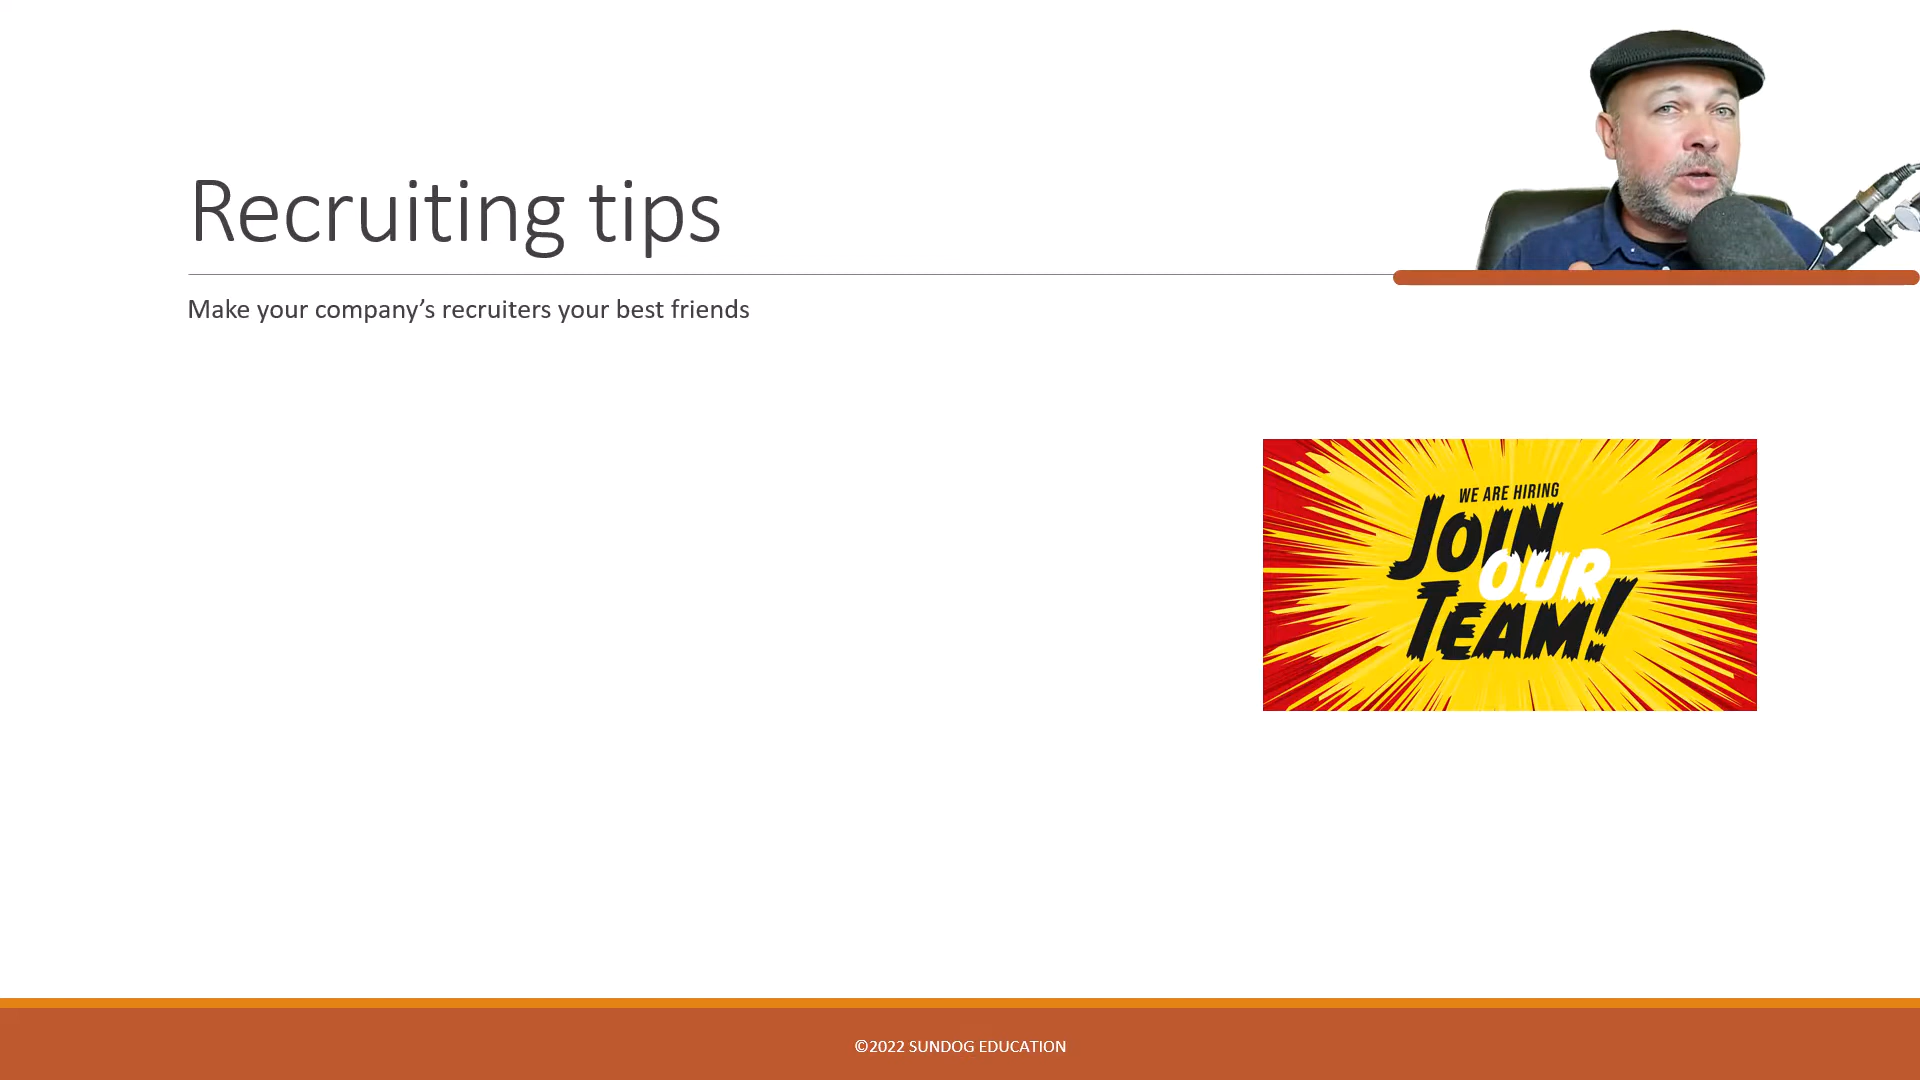 Recruiting tips
Make your company’s recruiters your best friends
WE ARE HIRING
JOIN
OUR
TEAM!
©2022 SUNDOG EDUCATION